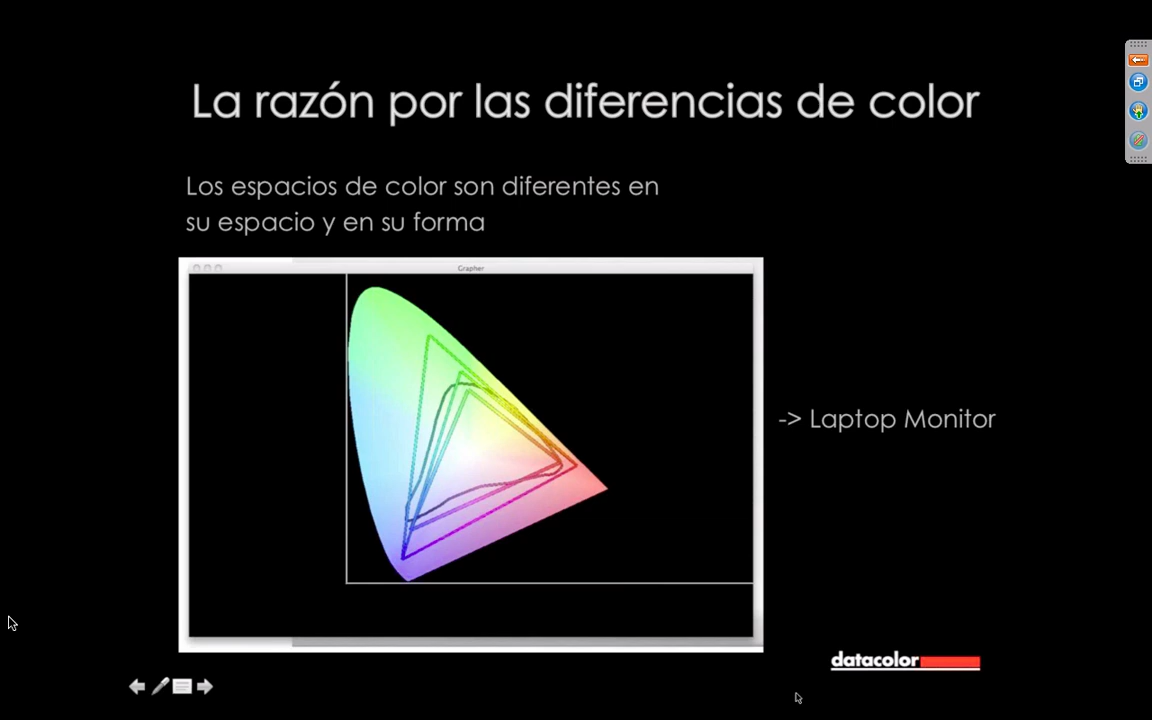 La razón por las diferencias de color
Los espacios de color son diferentes en
su espacio y en su forma
Grapher
-> Laptop Monitor
datacolor